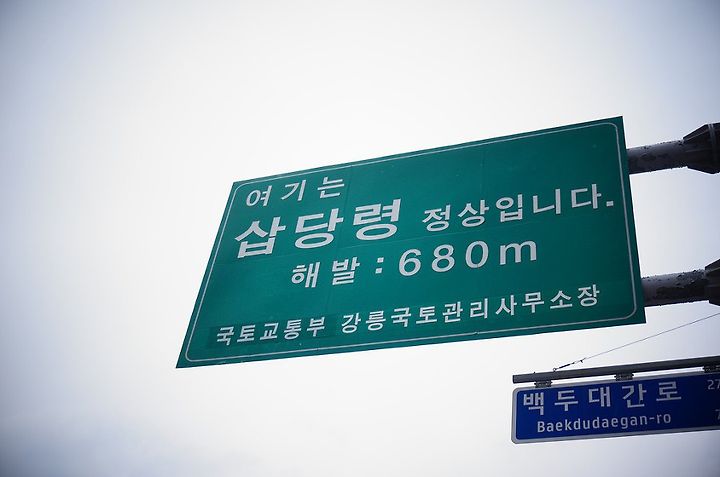 여기는
삽당령 정상입니다.
해발 : 680m
국토교통부 강릉국토관리사무소장
백두대간로
Baekdudaegan-ro